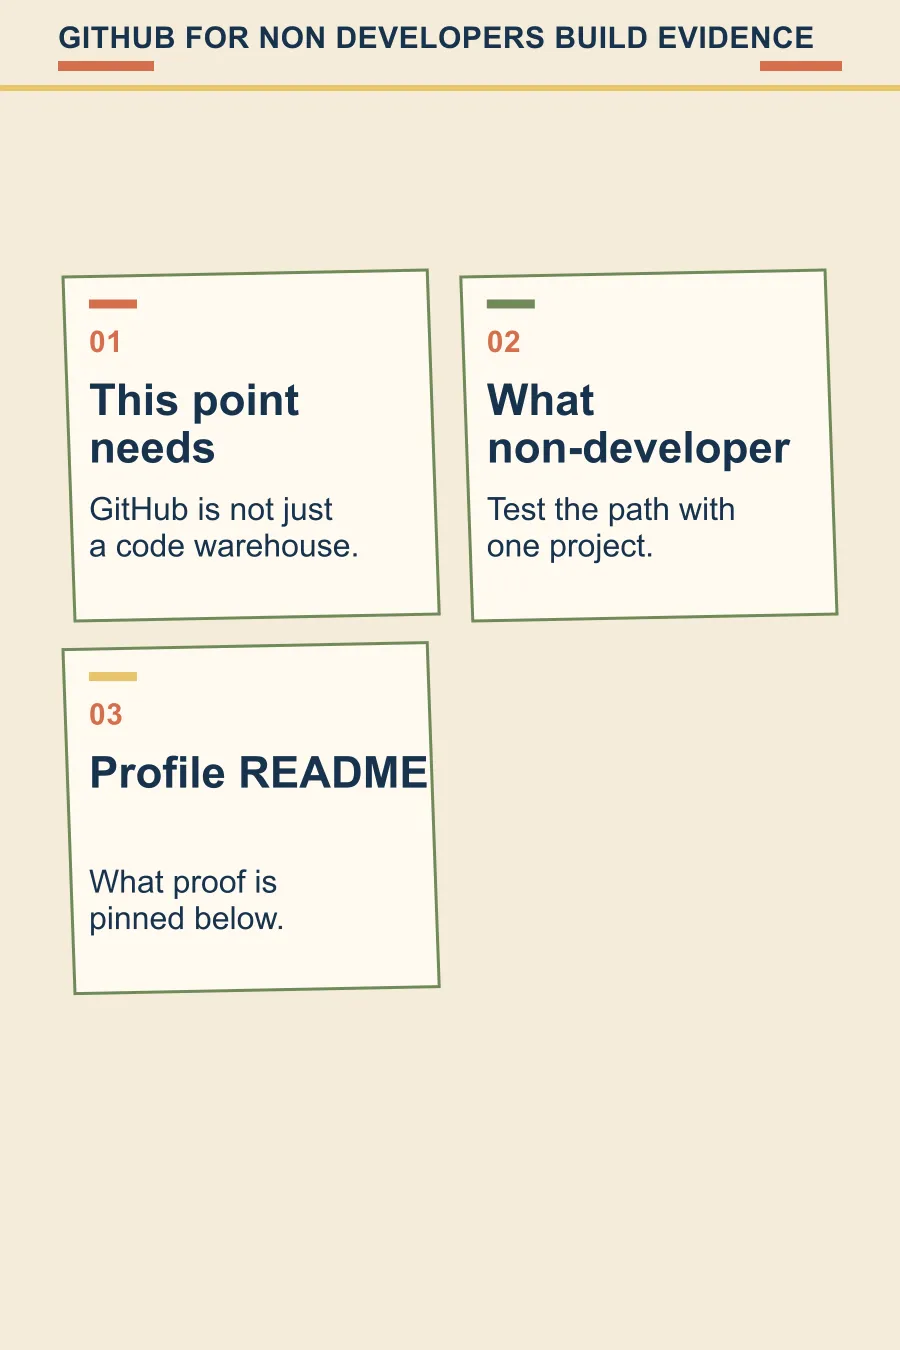 GITHUB FOR NON DEVELOPERS BUILD EVIDENCE
01
This point
needs
GitHub is not just
a code warehouse.
02
What
non-developer
Test the path with
one project.
03
Profile README
What proof is
pinned below.